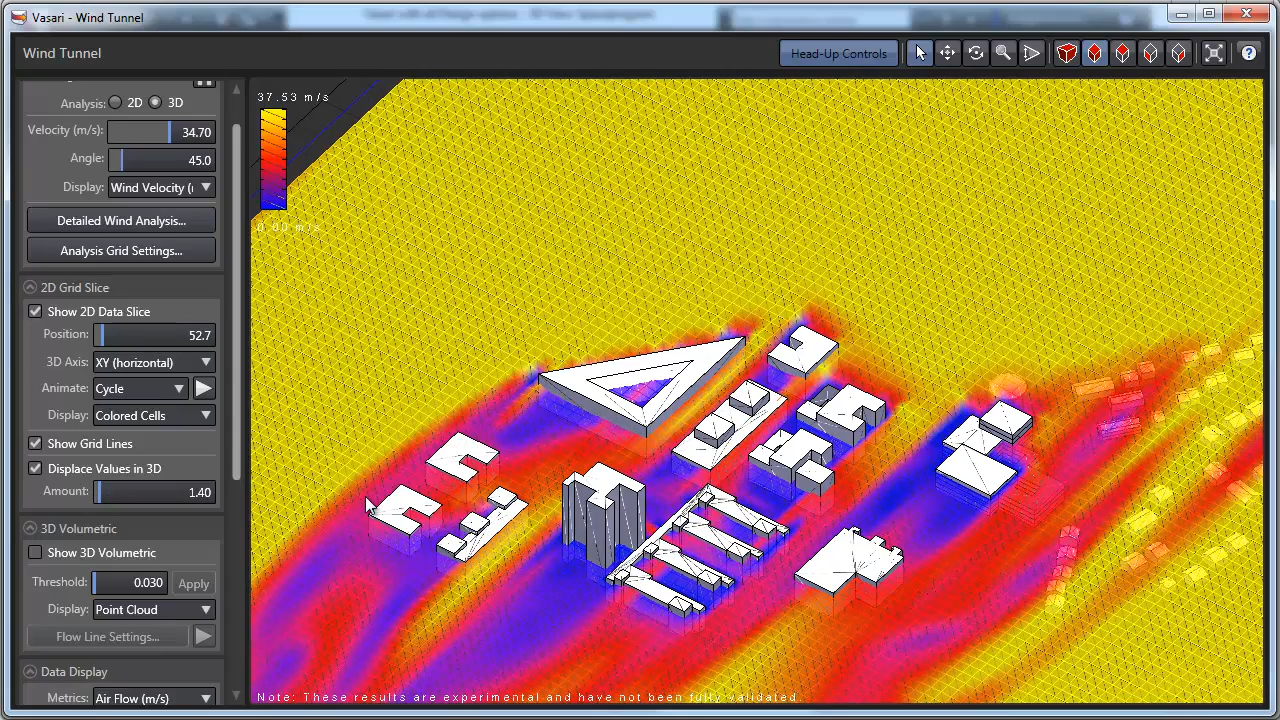 Vasari - Wind Tunnel
Wind Tunnel
Head-Up Controls
Analysis: 2D 3D
Velocity (m/s): 34.70
Angle: 45.0
Display: Wind Velocity (
Detailed Wind Analysis...
Analysis Grid Settings...
2D Grid Slice
Show 2D Data Slice
Position: 52.7
3D Axis: XY (horizontal)
Animate: Cycle
Display: Colored Cells
Show Grid Lines
Displace Values in 3D
Amount: 1.40
3D Volumetric
Show 3D Volumetric
Threshold: 0.030 Apply
Display: Point Cloud
Flow Line Settings...
Data Display
Metrics: Air Flow (m/s)
37.53 m/s
0.00 m/s
Note: These results are experimental and have not been fully validated.